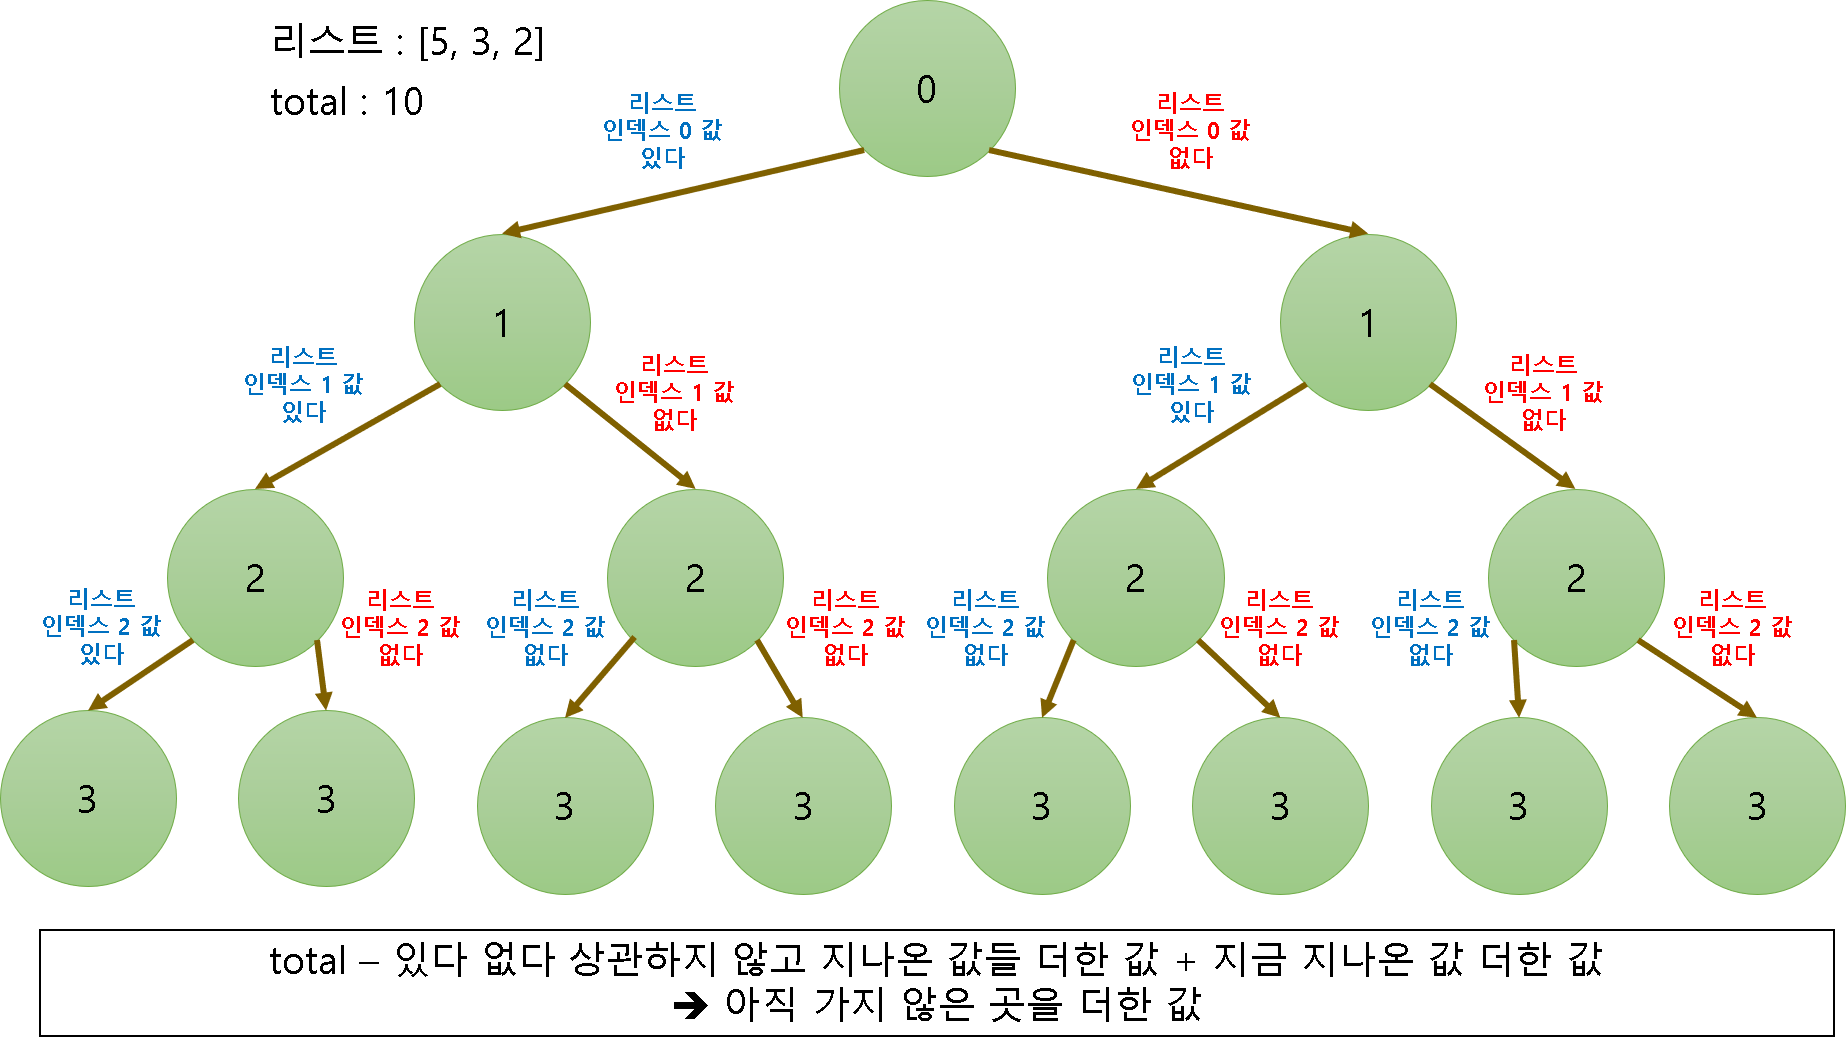 리스트 : [5, 3, 2]
total : 10
0
리스트
인덱스 0 값
있다
리스트
인덱스 0 값
없다
1
1
리스트
인덱스 1 값
있다
리스트
인덱스 1 값
없다
리스트
인덱스 1 값
있다
리스트
인덱스 1 값
없다
2
2
2
2
리스트
인덱스 2 값
있다
리스트
인덱스 2 값
없다
리스트
인덱스 2 값
없다
리스트
인덱스 2 값
없다
리스트
인덱스 2 값
없다
리스트
인덱스 2 값
없다
리스트
인덱스 2 값
없다
리스트
인덱스 2 값
없다
3
3
3
3
3
3
3
3
total – 있다 없다 상관하지 않고 지나온 값들 더한 값 + 지금 지나온 값 더한 값
➔ 아직 가지 않은 곳을 더한 값